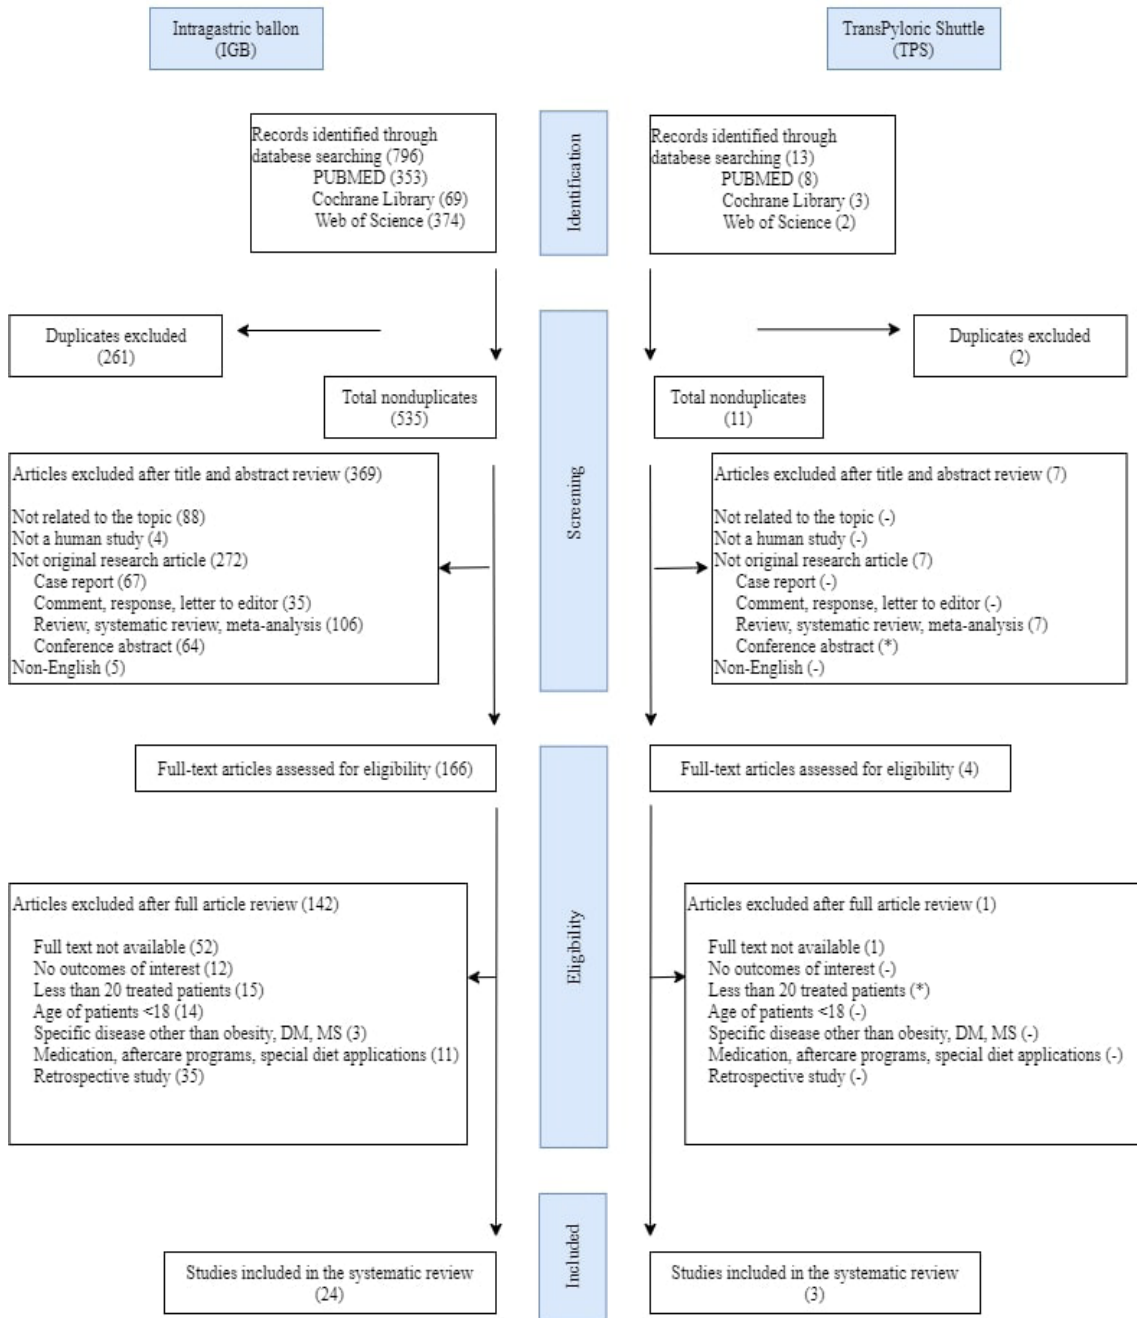 Intragastric ballon
(IGB)
TransPyloric Shuttle
(TPS)
Identification
Records identified through
databese searching (796)
PUBMED (353)
Cochrane Library (69)
Web of Science (374)
Records identified through
databese searching (13)
PUBMED (8)
Cochrane Library (3)
Web of Science (2)
Screening
Duplicates excluded
(261)
Duplicates excluded
(2)
Total nonduplicates
(535)
Total nonduplicates
(11)
Articles excluded after title and abstract review (369)
Not related to the topic (88)
Not a human study (4)
Not original research article (272)
Case report (67)
Comment, response, letter to editor (35)
Review, systematic review, meta-analysis (106)
Conference abstract (64)
Non-English (5)
Articles excluded after title and abstract review (7)
Not related to the topic (-)
Not a human study (-)
Not original research article (7)
Case report (-)
Comment, response, letter to editor (-)
Review, systematic review, meta-analysis (7)
Conference abstract (*)
Non-English (-)
Eligibility
Full-text articles assessed for eligibility (166)
Full-text articles assessed for eligibility (4)
Articles excluded after full article review (142)
Full text not available (52)
No outcomes of interest (12)
Less than 20 treated patients (15)
Age of patients <18 (14)
Specific disease other than obesity, DM, MS (3)
Medication, aftercare programs, special diet applications (11)
Retrospective study (35)
Articles excluded after full article review (1)
Full text not available (1)
No outcomes of interest (-)
Less than 20 treated patients (*)
Age of patients <18 (-)
Specific disease other than obesity, DM, MS (-)
Medication, aftercare programs, special diet applications (-)
Retrospective study (-)
Included
Studies included in the systematic review
(24)
Studies included in the systematic review
(3)